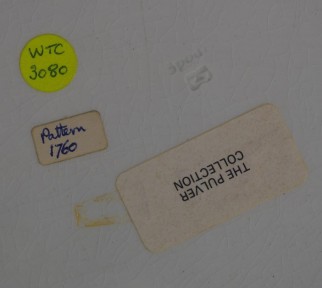 WTC
3080
Pattern
1760
THE PULVER
COLLECTION